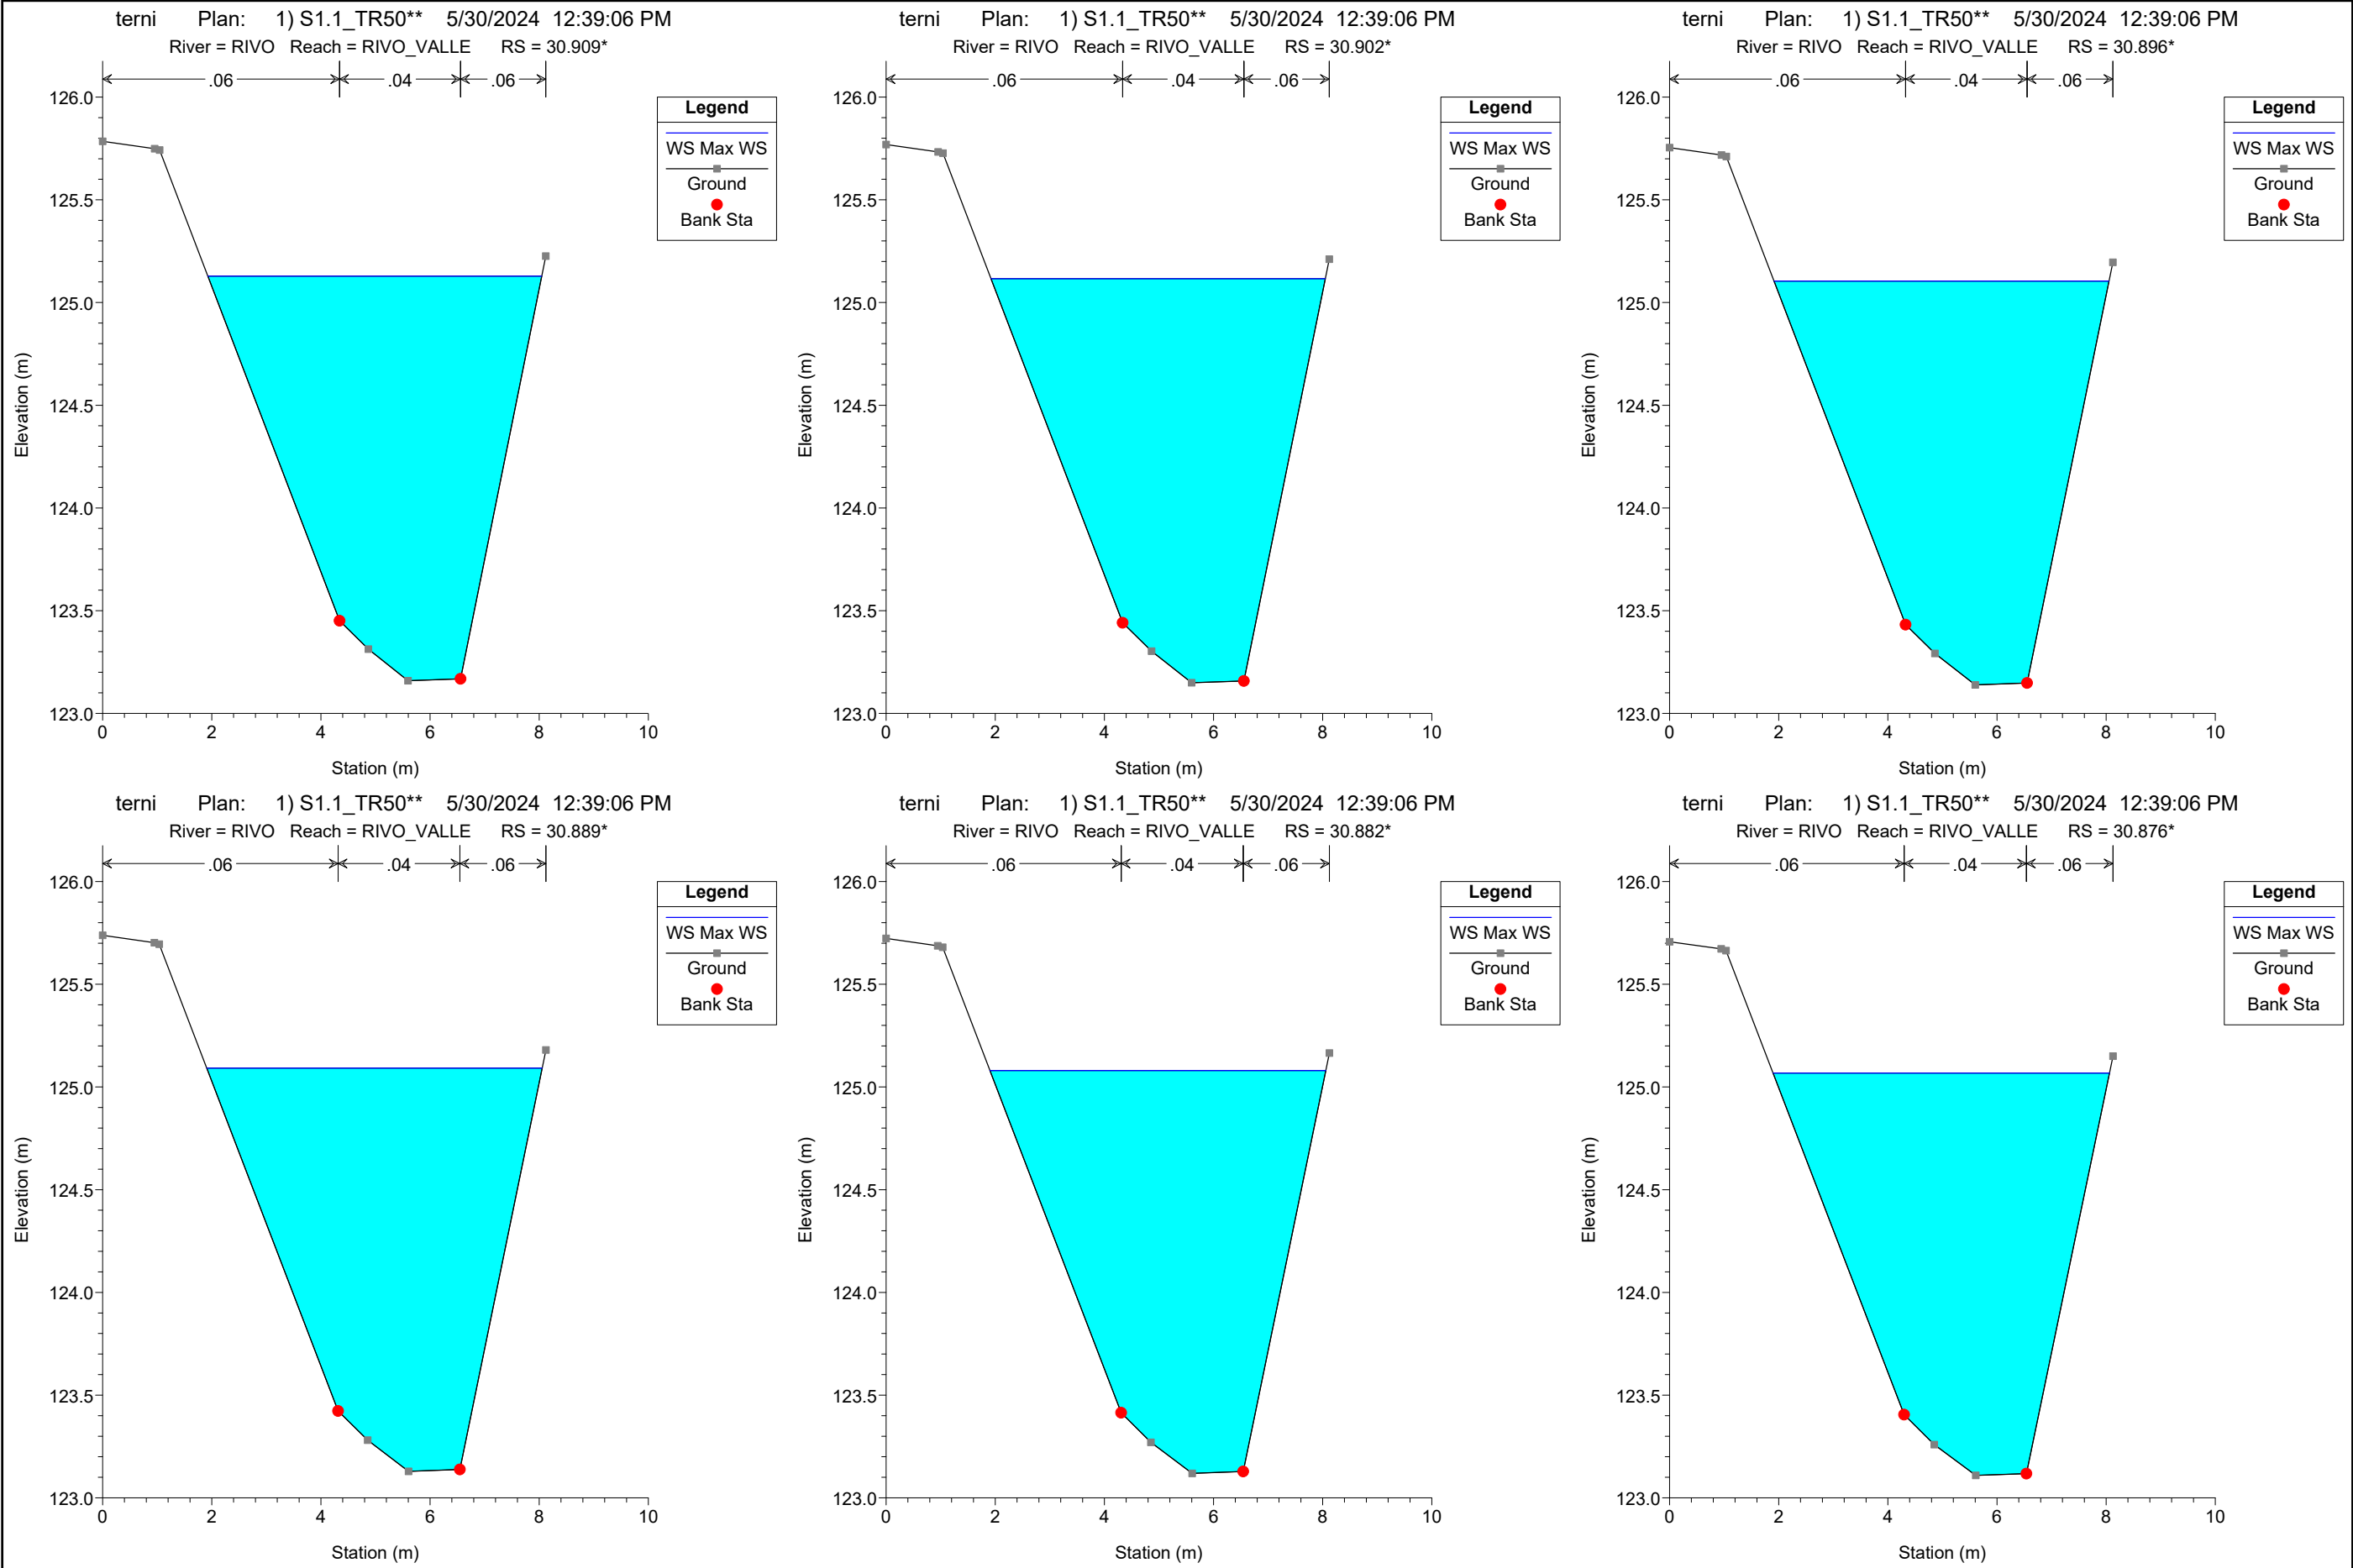 terni Plan: 1) S1.1_TR50** 5/30/2024 12:39:06 PM
River = RIVO Reach = RIVO_VALLE RS = 30.909*
.06 .04 .06
Legend
WS Max WS
Ground
Bank Sta
126.0
125.5
125.0
124.5
124.0
123.5
123.0
Elevation (m)
0 2 4 6 8 10
Station (m)
terni Plan: 1) S1.1_TR50** 5/30/2024 12:39:06 PM
River = RIVO Reach = RIVO_VALLE RS = 30.902*
.06 .04 .06
Legend
WS Max WS
Ground
Bank Sta
126.0
125.5
125.0
124.5
124.0
123.5
123.0
Elevation (m)
0 2 4 6 8 10
Station (m)
terni Plan: 1) S1.1_TR50** 5/30/2024 12:39:06 PM
River = RIVO Reach = RIVO_VALLE RS = 30.896*
.06 .04 .06
Legend
WS Max WS
Ground
Bank Sta
126.0
125.5
125.0
124.5
124.0
123.5
123.0
Elevation (m)
0 2 4 6 8 10
Station (m)
terni Plan: 1) S1.1_TR50** 5/30/2024 12:39:06 PM
River = RIVO Reach = RIVO_VALLE RS = 30.889*
.06 .04 .06
Legend
WS Max WS
Ground
Bank Sta
126.0
125.5
125.0
124.5
124.0
123.5
123.0
Elevation (m)
0 2 4 6 8 10
Station (m)
terni Plan: 1) S1.1_TR50** 5/30/2024 12:39:06 PM
River = RIVO Reach = RIVO_VALLE RS = 30.882*
.06 .04 .06
Legend
WS Max WS
Ground
Bank Sta
126.0
125.5
125.0
124.5
124.0
123.5
123.0
Elevation (m)
0 2 4 6 8 10
Station (m)
terni Plan: 1) S1.1_TR50** 5/30/2024 12:39:06 PM
River = RIVO Reach = RIVO_VALLE RS = 30.876*
.06 .04 .06
Legend
WS Max WS
Ground
Bank Sta
126.0
125.5
125.0
124.5
124.0
123.5
123.0
Elevation (m)
0 2 4 6 8 10
Station (m)